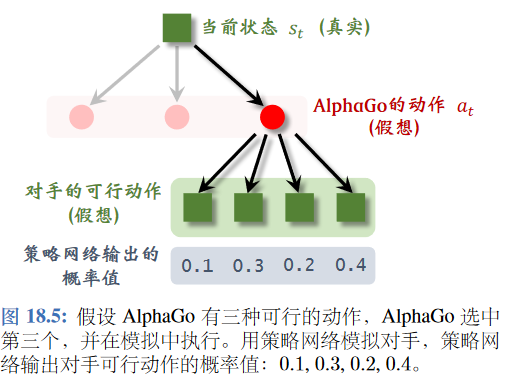 当前状态 sₜ (真实)
AlphaGo的动作 aₜ
(假想)
对手的可行动作
(假想)
策略网络输出的
概率值
0.1 0.3 0.2 0.4
图 18.5: 假设 AlphaGo 有三种可行的动作，AlphaGo 选中
第三个，并在模拟中执行。用策略网络模拟对手，策略网
络输出对手可行动作的概率值：0.1, 0.3, 0.2, 0.4。